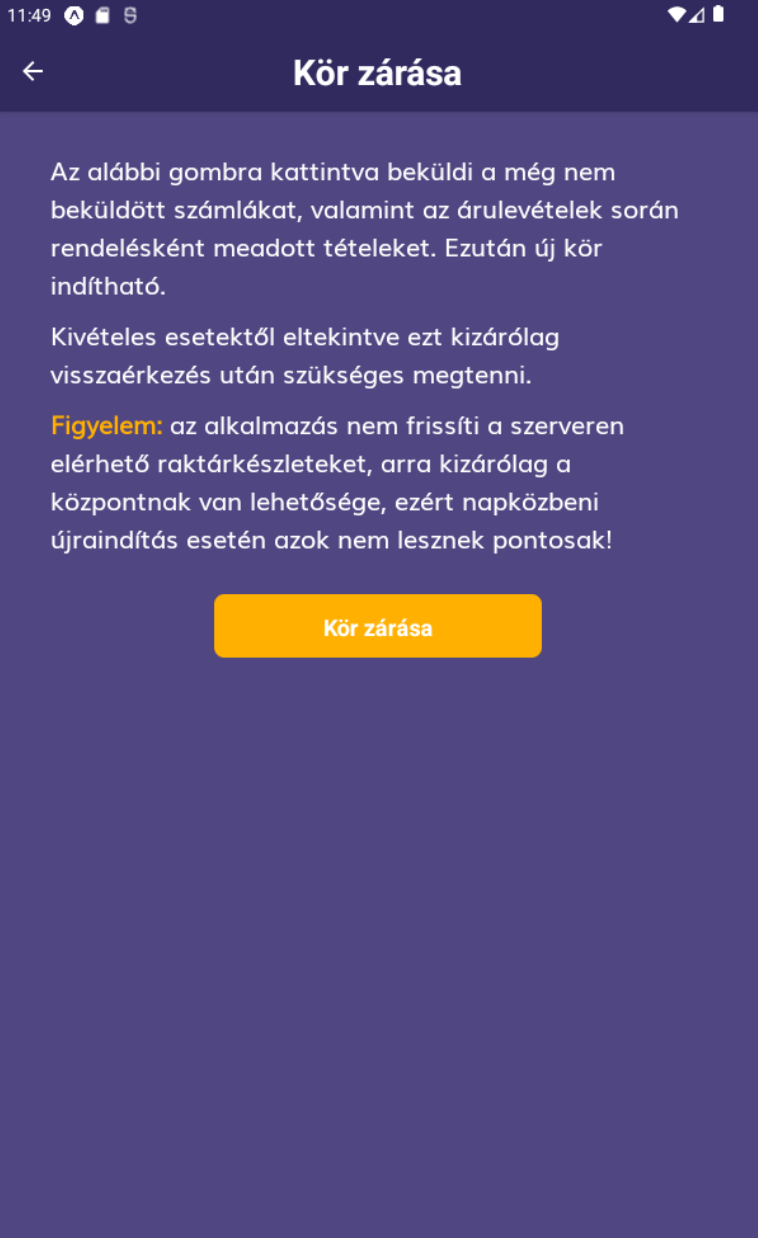 11:49
Kör zárása
Az alábbi gombra kattintva beküldi a még nem
beküldött számlákat, valamint az árulevételek során
rendelésként meadott tételeket. Ezután új kör
indítható.
Kivételes esetektől eltekintve ezt kizárólag
visszaérkezés után szükséges megtenni.
Figyelem: az alkalmazás nem frissíti a szerveren
elérhető raktárkészleteket, arra kizárólag a
központnak van lehetősége, ezért napközbeni
újraindítás esetén azok nem lesznek pontosak!
Kör zárása